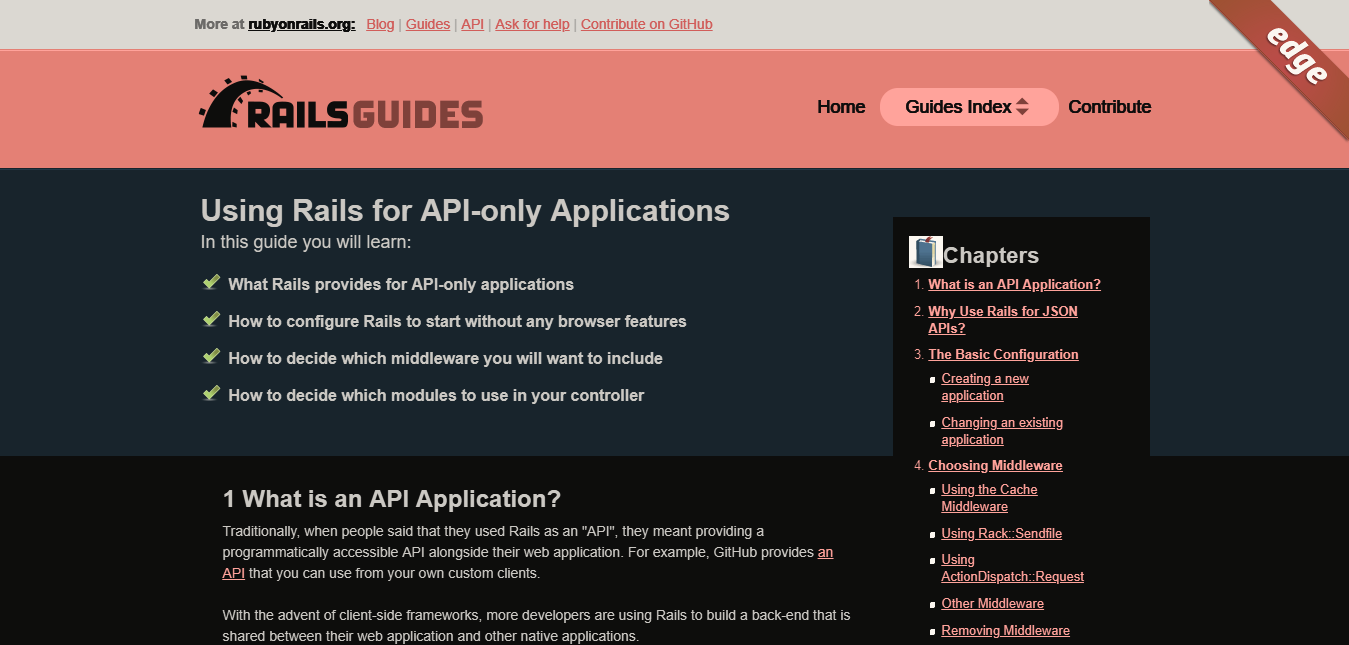 More at rubyonrails.org: Blog | Guides | API | Ask for help | Contribute on GitHub
edge
RAILS GUIDES
Home Guides Index Contribute
Using Rails for API-only Applications
In this guide you will learn:
What Rails provides for API-only applications
How to configure Rails to start without any browser features
How to decide which middleware you will want to include
How to decide which modules to use in your controller
Chapters
1. What is an API Application?
2. Why Use Rails for JSON
APIs?
3. The Basic Configuration
Creating a new
application
Changing an existing
application
4. Choosing Middleware
Using the Cache
Middleware
Using Rack::Sendfile
Using
ActionDispatch::Request
Other Middleware
Removing Middleware
1 What is an API Application?
Traditionally, when people said that they used Rails as an "API", they meant providing a
programmatically accessible API alongside their web application. For example, GitHub provides an
API that you can use from your own custom clients.
With the advent of client-side frameworks, more developers are using Rails to build a back-end that is
shared between their web application and other native applications.